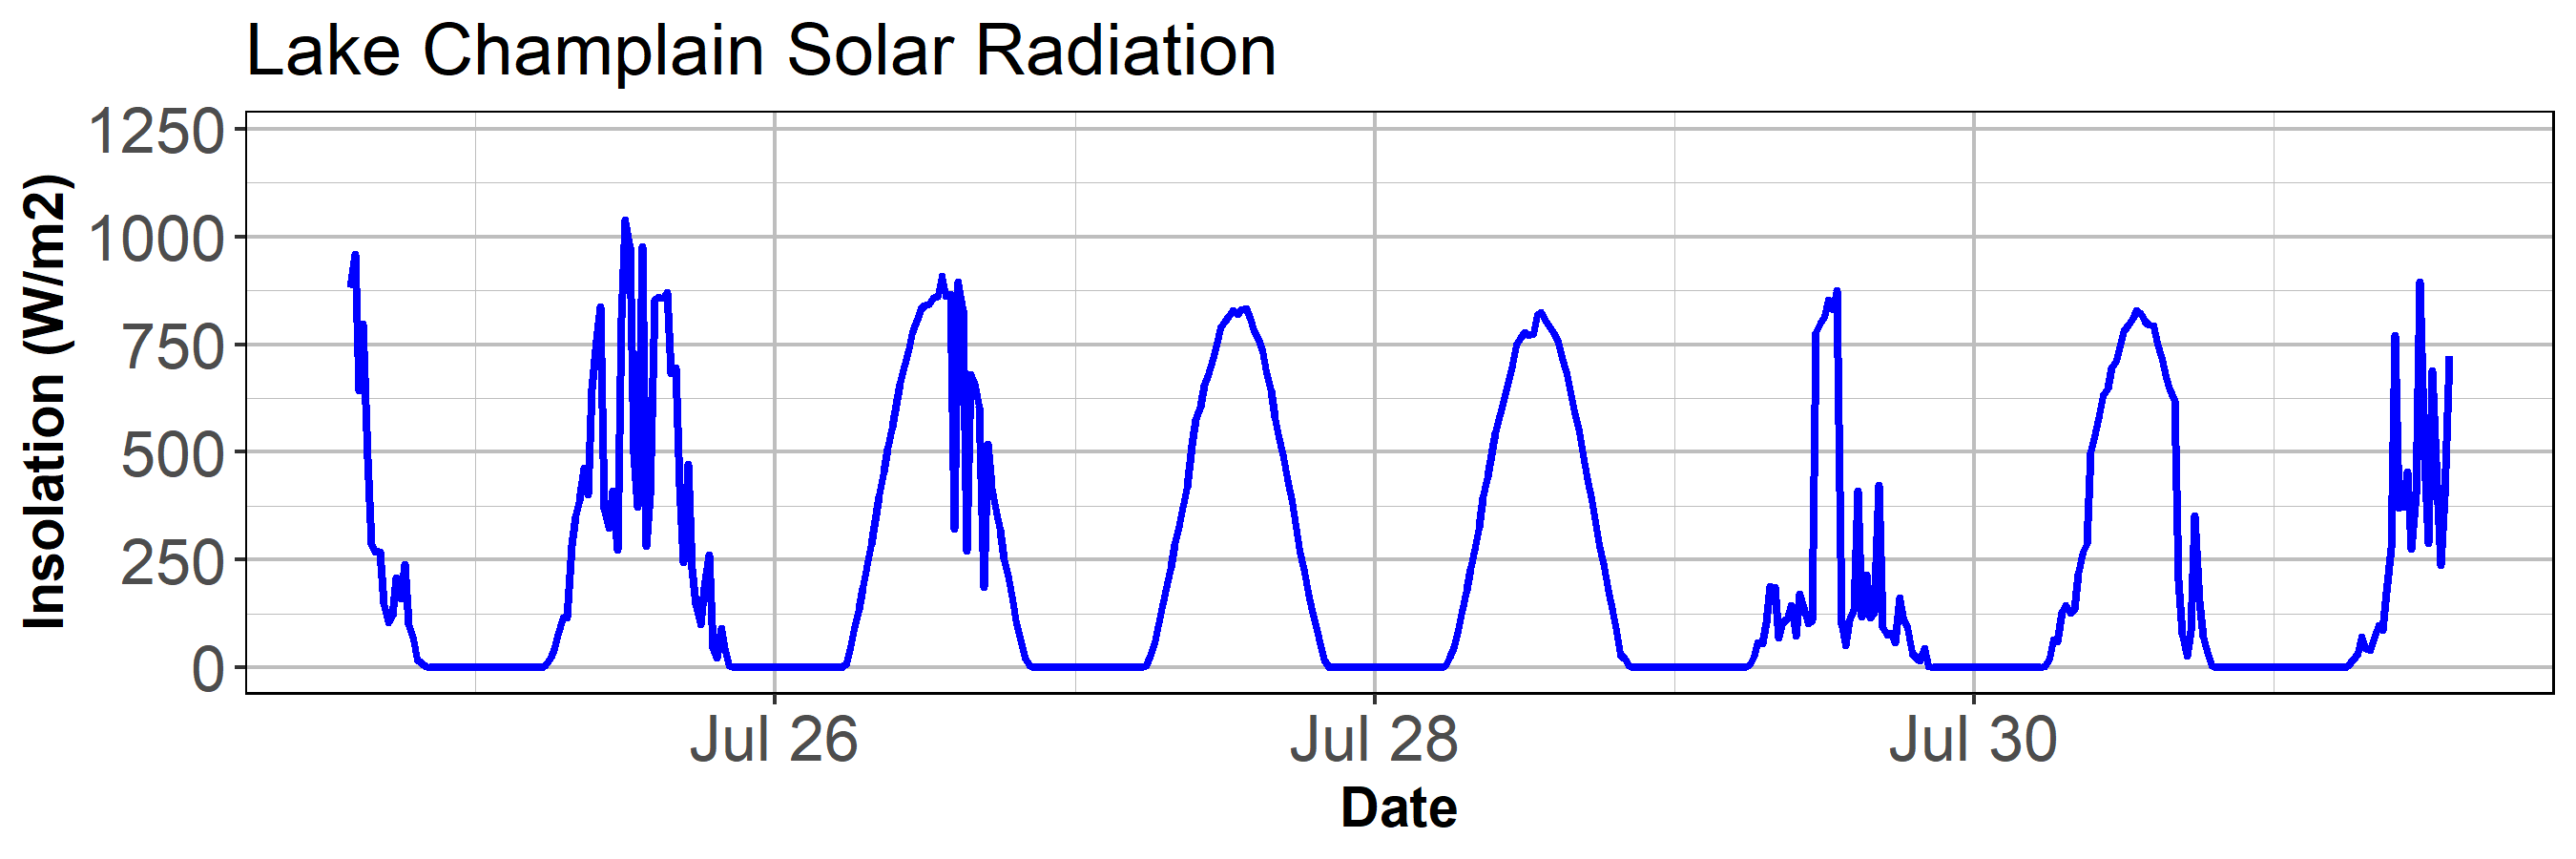 Lake Champlain Solar Radiation
Insolation (W/m2)
1250
1000
750
500
250
0
Jul 26
Jul 28
Jul 30
Date